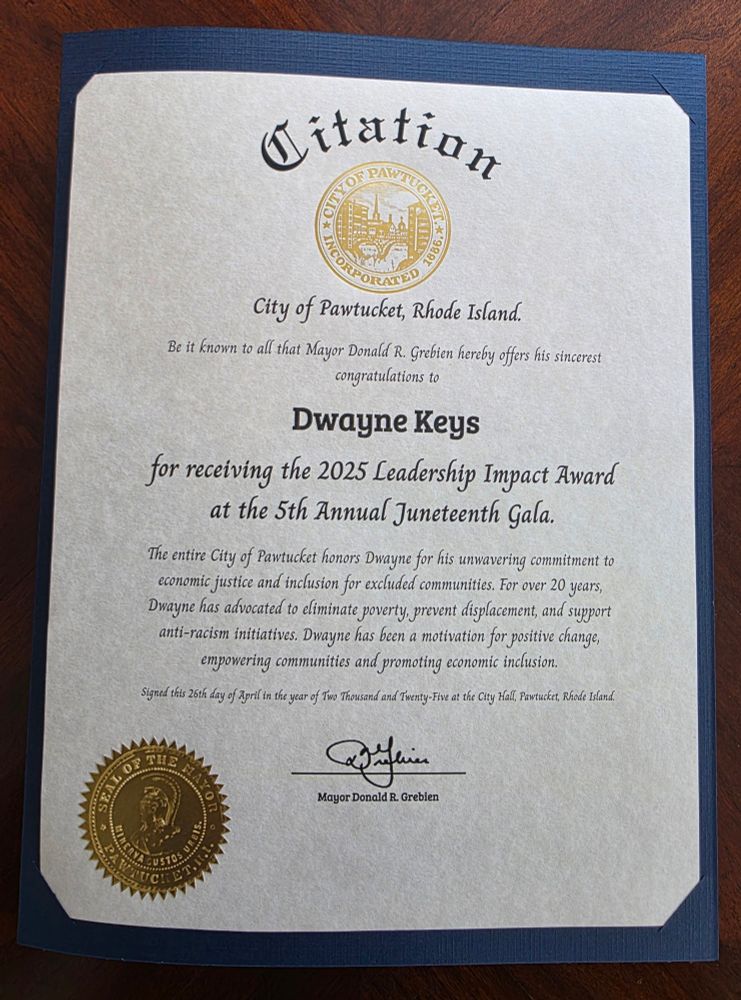 Citation
CITY OF PAWTUCKET.
INCORPORATED 1886.
City of Pawtucket, Rhode Island.
Be it known to all that Mayor Donald R. Grebien hereby offers his sincerest
congratulations to
Dwayne Keys
for receiving the 2025 Leadership Impact Award
at the 5th Annual Juneteenth Gala.
The entire City of Pawtucket honors Dwayne for his unwavering commitment to
economic justice and inclusion for excluded communities. For over 20 years,
Dwayne has advocated to eliminate poverty, prevent displacement, and support
anti-racism initiatives. Dwayne has been a motivation for positive change,
empowering communities and promoting economic inclusion.
Signed this 26th day of April in the year of Two Thousand and Twenty-Five at the City Hall, Pawtucket, Rhode Island.
DGrebien
Mayor Donald R. Grebien
SEAL OF THE MAYOR
MINERVA CUSTOS URBIS.
PAWTUCKET, R.I.